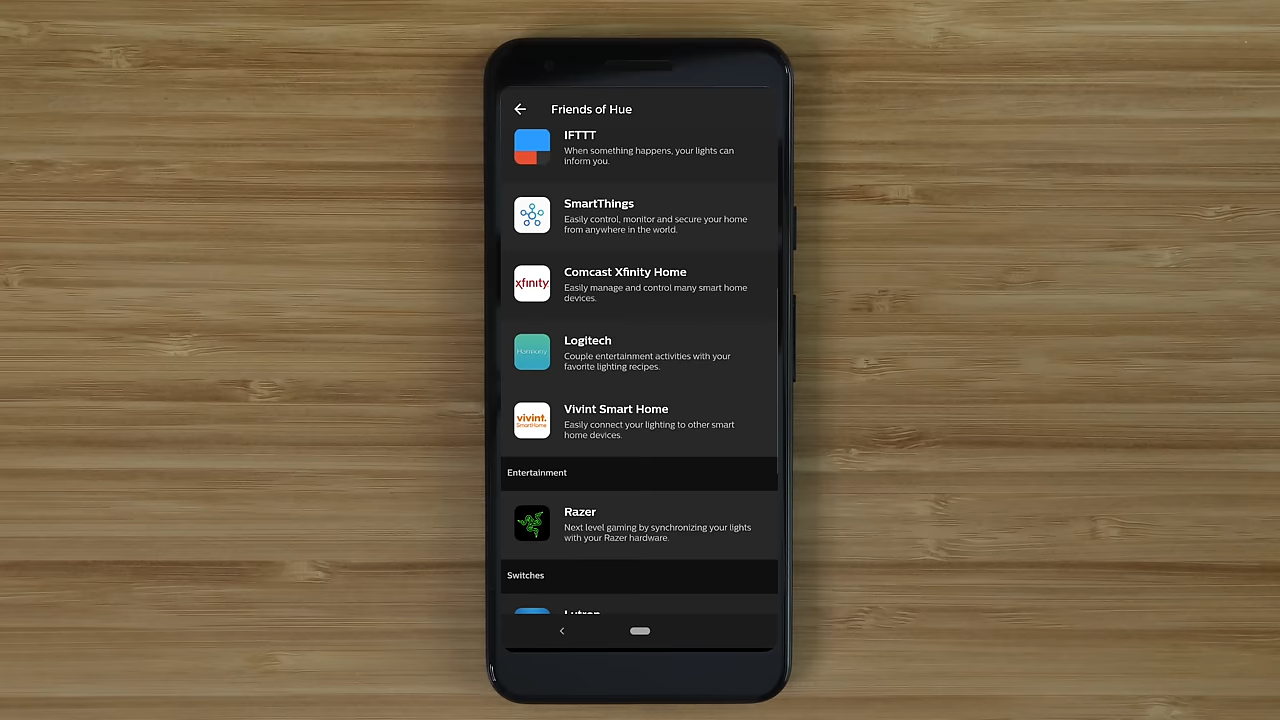 Friends of Hue
IFTTT
When something happens, your lights can
inform you.
SmartThings
Easily control, monitor and secure your home
from anywhere in the world.
xfinity
Comcast Xfinity Home
Easily manage and control many smart home
devices.
Harmony
Logitech
Couple entertainment activities with your
favorite lighting recipes.
vivint.
SmartHome
Vivint Smart Home
Easily connect your lighting to other smart
home devices.
Entertainment
Razer
Next level gaming by synchronizing your lights
with your Razer hardware.
Switches
Lutron